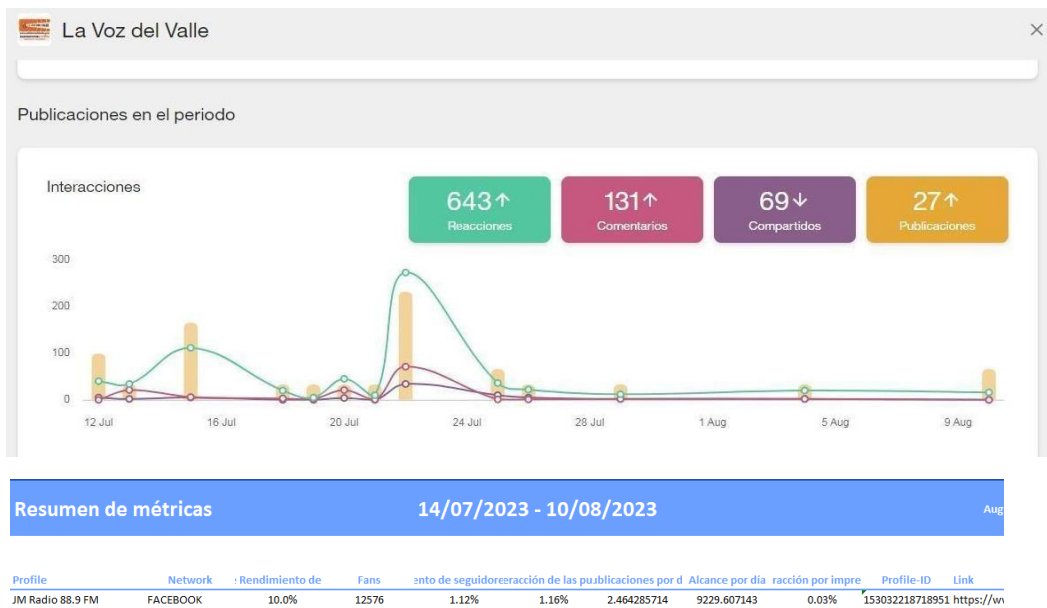 La Voz del Valle
Publicaciones en el periodo
Interacciones
643↑ 131↑ 69↓ 27↑
Reacciones Comentarios Compartidos Publicaciones
300
200
100
0
12 Jul 16 Jul 20 Jul 24 Jul 28 Jul 1 Aug 5 Aug 9 Aug
Resumen de métricas 14/07/2023 - 10/08/2023 Aug
Profile Network Rendimiento de Fans ento de seguidore eracción de las pu ublicaciones por d Alcance por día racción por impre Profile-ID Link
JM Radio 88.9 FM FACEBOOK 10.0% 12576 1.12% 1.16% 2.464285714 9229.607143 0.03% 153032218718951 https://w